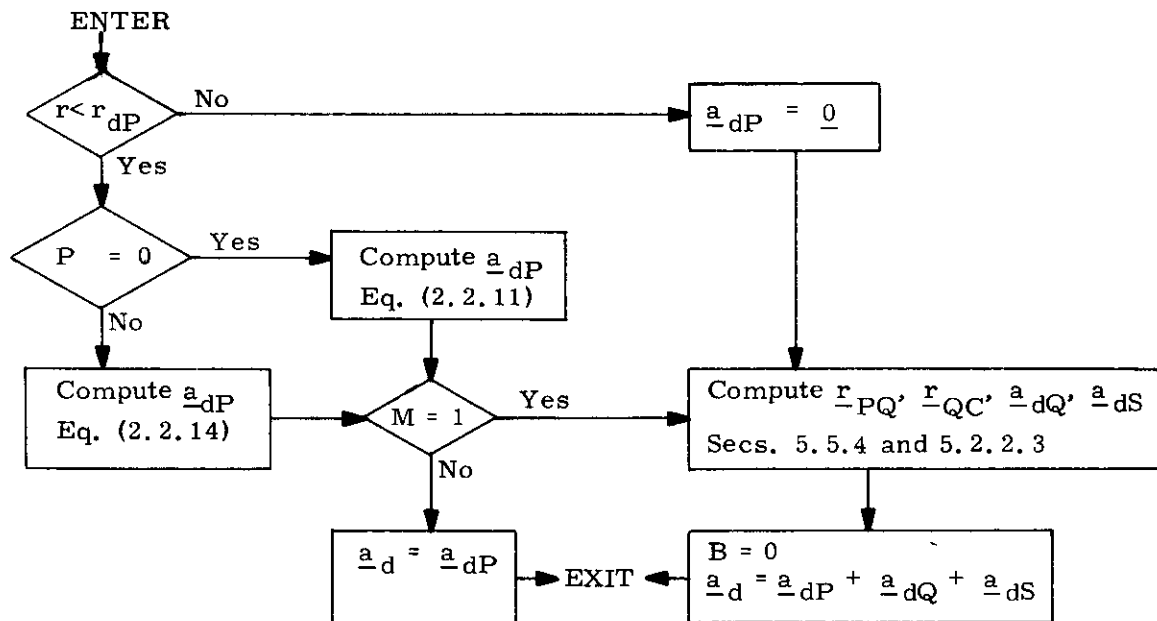 ENTER
r< r_dP
No
a_dP = 0
Yes
P = 0
Yes
Compute a_dP
Eq. (2.2.11)
No
Compute a_dP
Eq. (2.2.14)
M = 1
Yes
Compute r_PQ, r_QC, a_dQ, a_dS
Secs. 5.5.4 and 5.2.2.3
No
a_d = a_dP
EXIT
B = 0
a_d = a_dP + a_dQ + a_dS